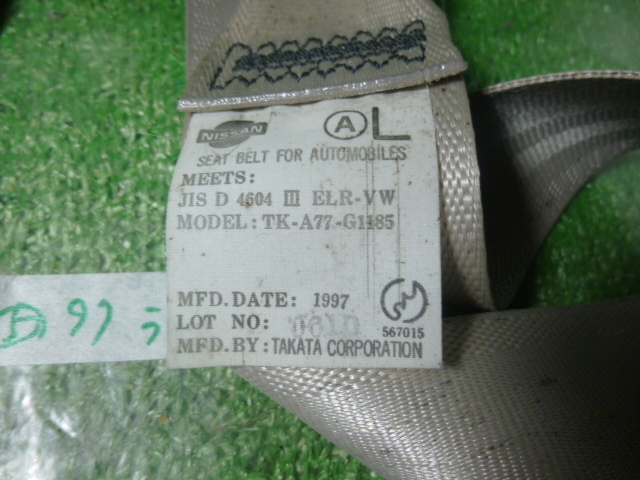 NISSAN Ⓐ L
SEAT BELT FOR AUTOMOBILES
MEETS:
JIS D 4604 III ELR-VW
MODEL: TK-A77-G1185
MFD. DATE: 1997
LOT NO:
567015
MFD. BY: TAKATA CORPORATION